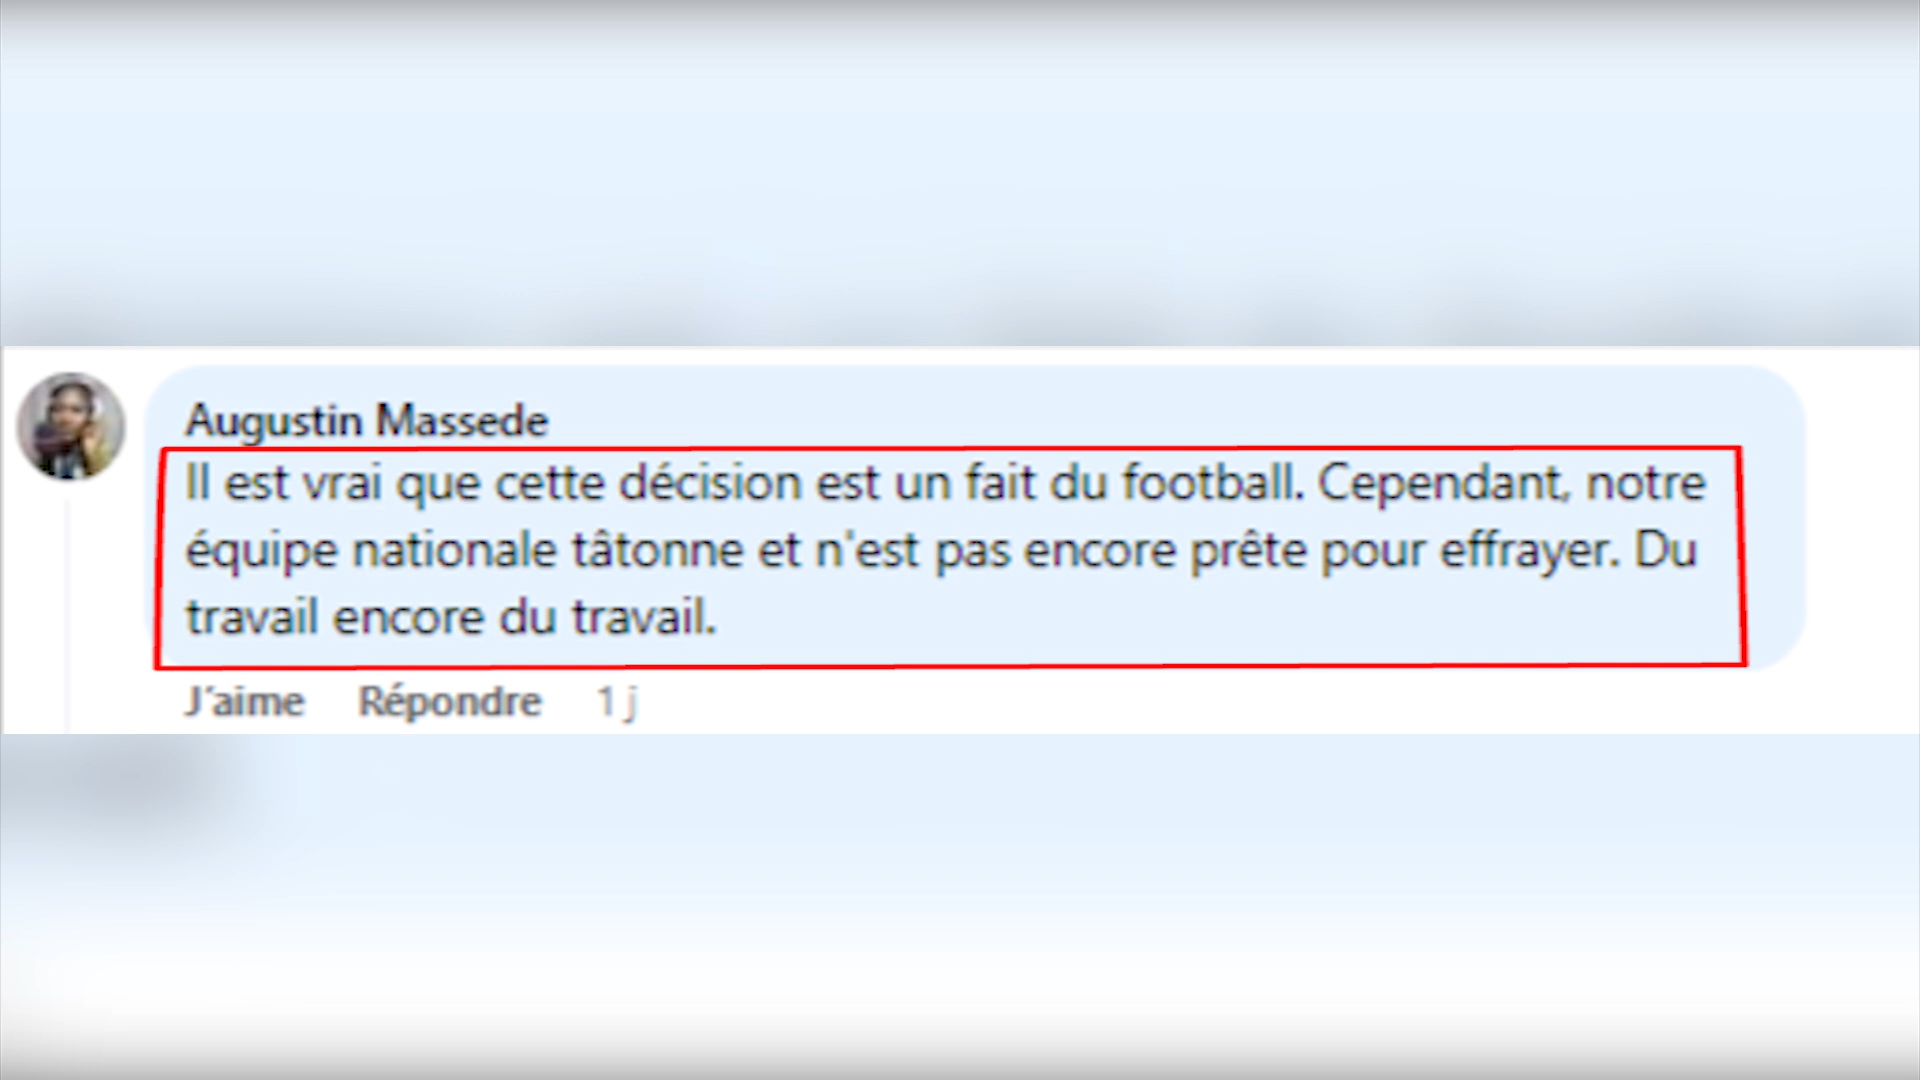 Augustin Massede
Il est vrai que cette décision est un fait du football. Cependant, notre
équipe nationale tâtonne et n'est pas encore prête pour effrayer. Du
travail encore du travail.
J'aime Répondre 1 j